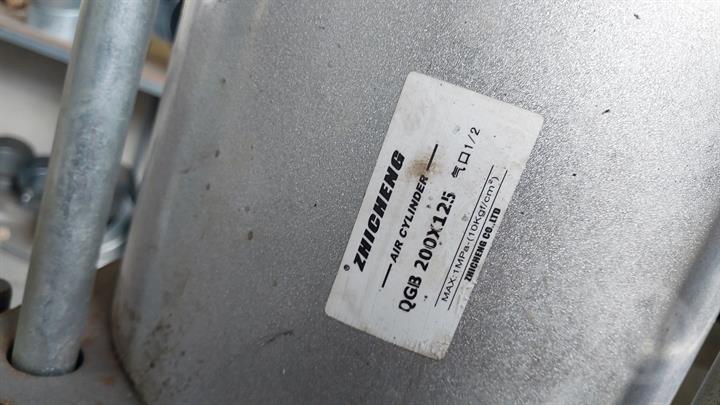 ® ZHICHENG
AIR CYLINDER
QGB 200X125 气口1/2
MAX:1MPa-(10Kgf/cm²)
ZHICHENG CO.,LTD